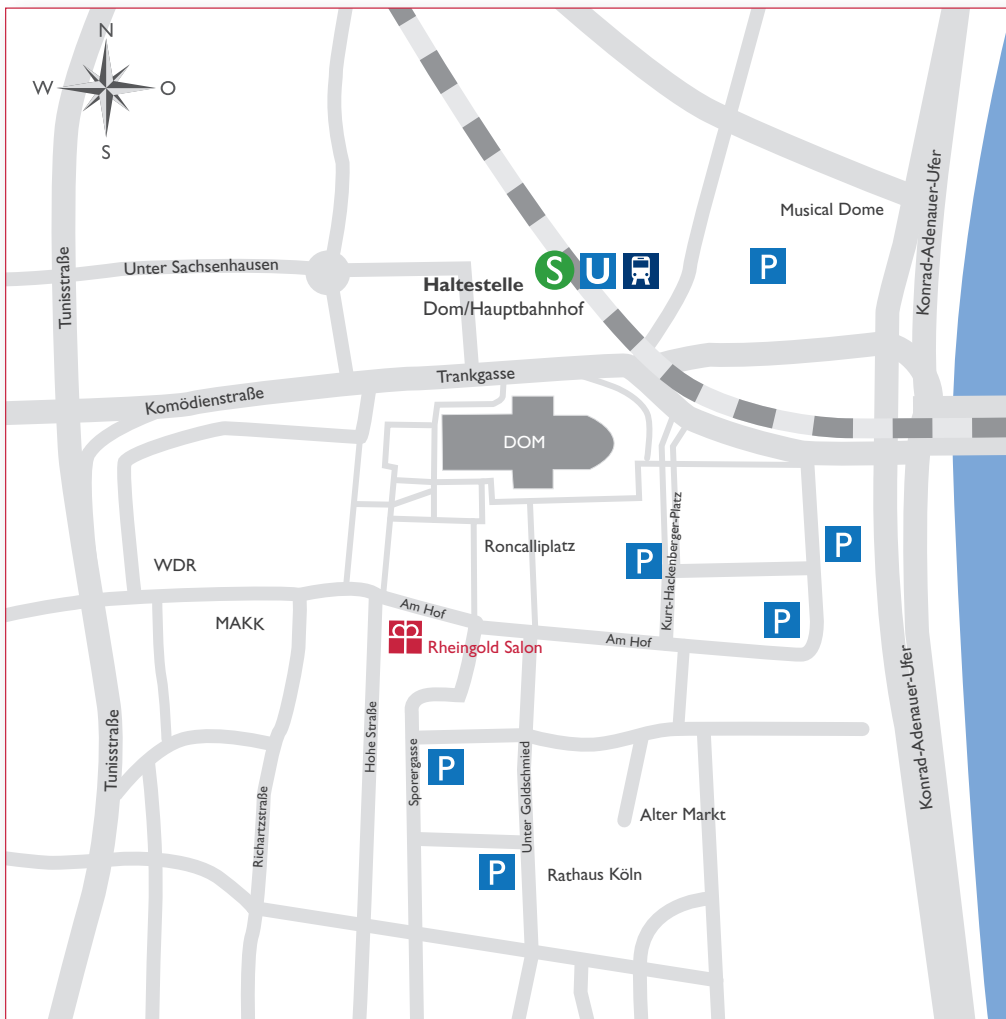 N
W
O
S
Musical Dome
P
Konrad-Adenauer-Ufer
Tunisstraße
Unter Sachsenhausen
S
U
Haltestelle
Dom/Hauptbahnhof
Trankgasse
Komödienstraße
DOM
Roncalliplatz
P
Kurt-Hackenberger-Platz
P
WDR
Am Hof
MAKK
P
Am Hof
Rheingold Salon
Konrad-Adenauer-Ufer
Tunisstraße
Hohe Straße
Sporergasse
P
Unter Goldschmied
Richartzstraße
Alter Markt
P
Rathaus Köln